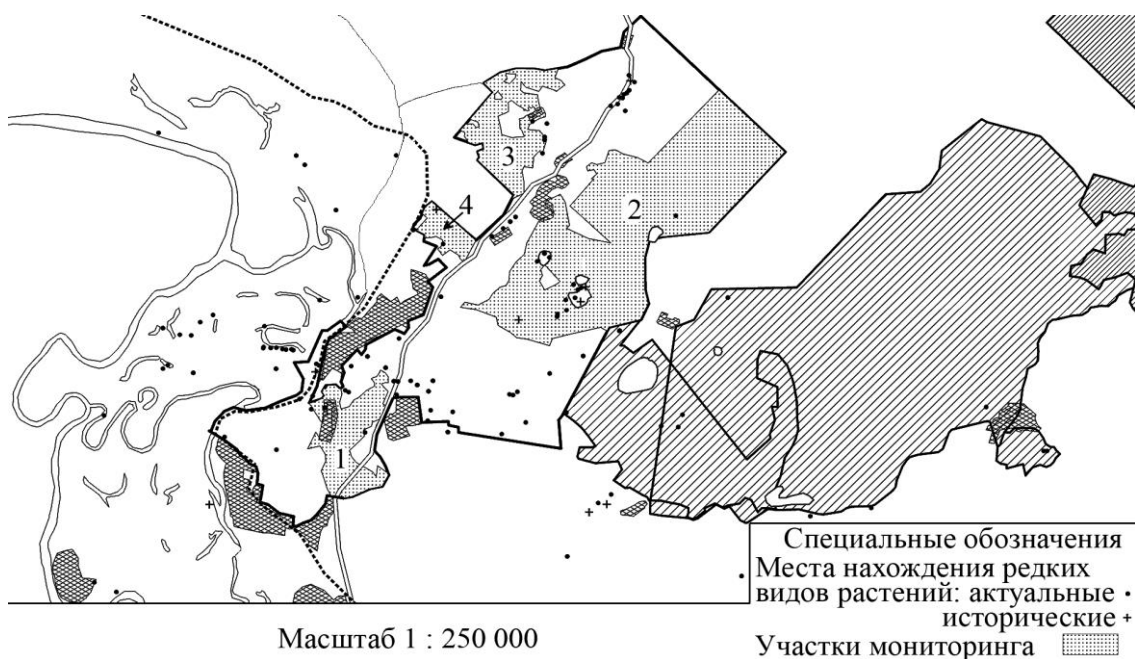 3
4
2
1
Специальные обозначения
Места нахождения редких
видов растений: актуальные •
исторические +
Участки мониторинга
Масштаб 1 : 250 000